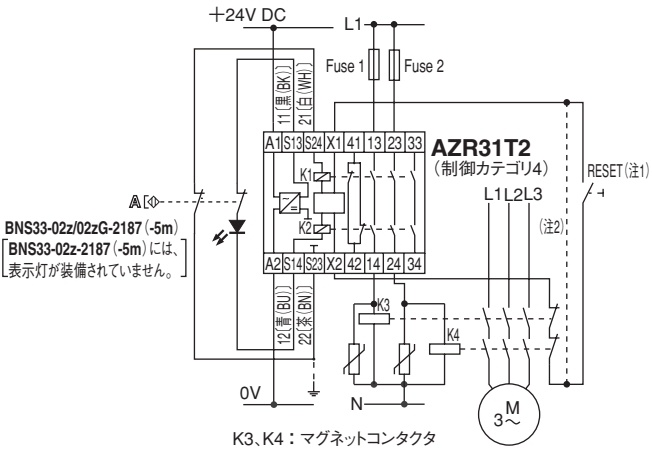 +24V DC
L1
Fuse 1
Fuse 2
11〔黒(BK)〕
21〔白(WH)〕
A1 S13 S24 X1 41 13 23 33
AZR31T2
(制御カテゴリ4)
RESET(注1)
K1
L1 L2 L3
(注2)
A
K2
BNS33-02z/02zG-2187(-5m)
BNS33-02z-2187(-5m)には、
表示灯が装備されていません。
A2 S14 S23 X2 42 14 24 34
12〔青(BU)〕
22〔茶(BN)〕
K3
K4
0V
N
M
3～
K3、K4：マグネットコンタクタ